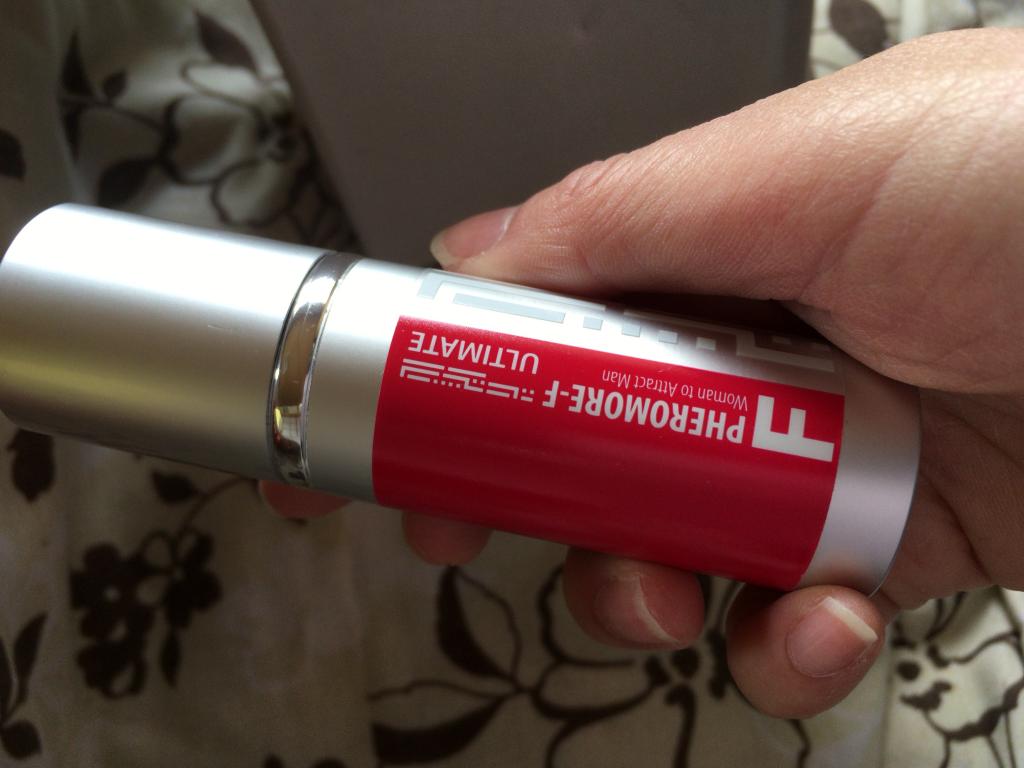 F
PHEROMORE-F
Woman to Attract Man
ULTIMATE